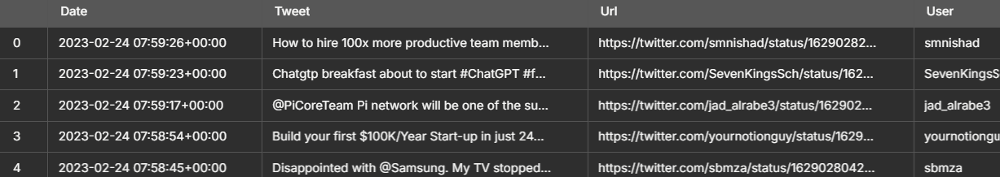 Date Tweet Url User
0 2023-02-24 07:59:26+00:00 How to hire 100x more productive team memb... https://twitter.com/smnishad/status/16290282... smnishad
1 2023-02-24 07:59:23+00:00 Chatgtp breakfast about to start #ChatGPT #f... https://twitter.com/SevenKingsSch/status/162... SevenKingsS
2 2023-02-24 07:59:17+00:00 @PiCoreTeam Pi network will be one of the su... https://twitter.com/jad_alrabe3/status/162902... jad_alrabe3
3 2023-02-24 07:58:54+00:00 Build your first $100K/Year Start-up in just 24... https://twitter.com/yournotionguy/status/1629... yournotiongu
4 2023-02-24 07:58:45+00:00 Disappointed with @Samsung. My TV stopped... https://twitter.com/sbmza/status/1629028042... sbmza